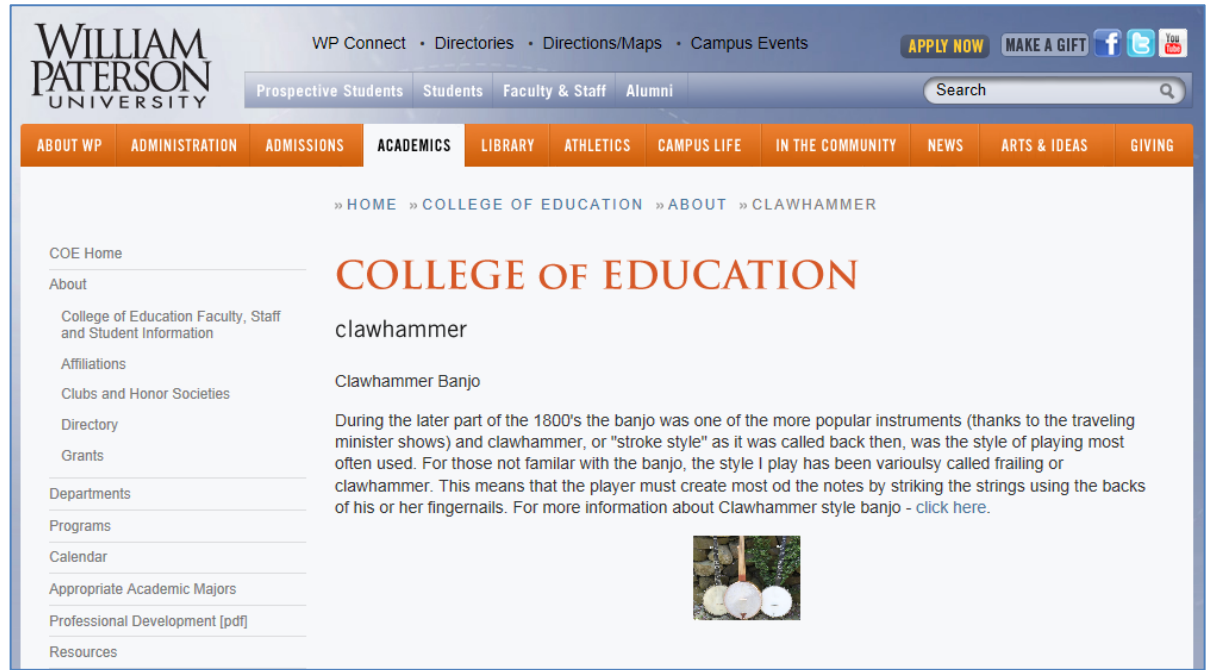 WILLIAM
PATERSON
UNIVERSITY
WP Connect • Directories • Directions/Maps • Campus Events
APPLY NOW
MAKE A GIFT
f
You
Tube
Prospective Students
Students
Faculty & Staff
Alumni
Search
ABOUT WP
ADMINISTRATION
ADMISSIONS
ACADEMICS
LIBRARY
ATHLETICS
CAMPUS LIFE
IN THE COMMUNITY
NEWS
ARTS & IDEAS
GIVING
» HOME » COLLEGE OF EDUCATION » ABOUT » CLAWHAMMER
COE Home
About
College of Education Faculty, Staff
and Student Information
Affiliations
Clubs and Honor Societies
Directory
Grants
Departments
Programs
Calendar
Appropriate Academic Majors
Professional Development [pdf]
Resources
COLLEGE OF EDUCATION
clawhammer
Clawhammer Banjo
During the later part of the 1800's the banjo was one of the more popular instruments (thanks to the traveling
minister shows) and clawhammer, or "stroke style" as it was called back then, was the style of playing most
often used. For those not familar with the banjo, the style I play has been varioulsy called frailing or
clawhammer. This means that the player must create most od the notes by striking the strings using the backs
of his or her fingernails. For more information about Clawhammer style banjo - click here.